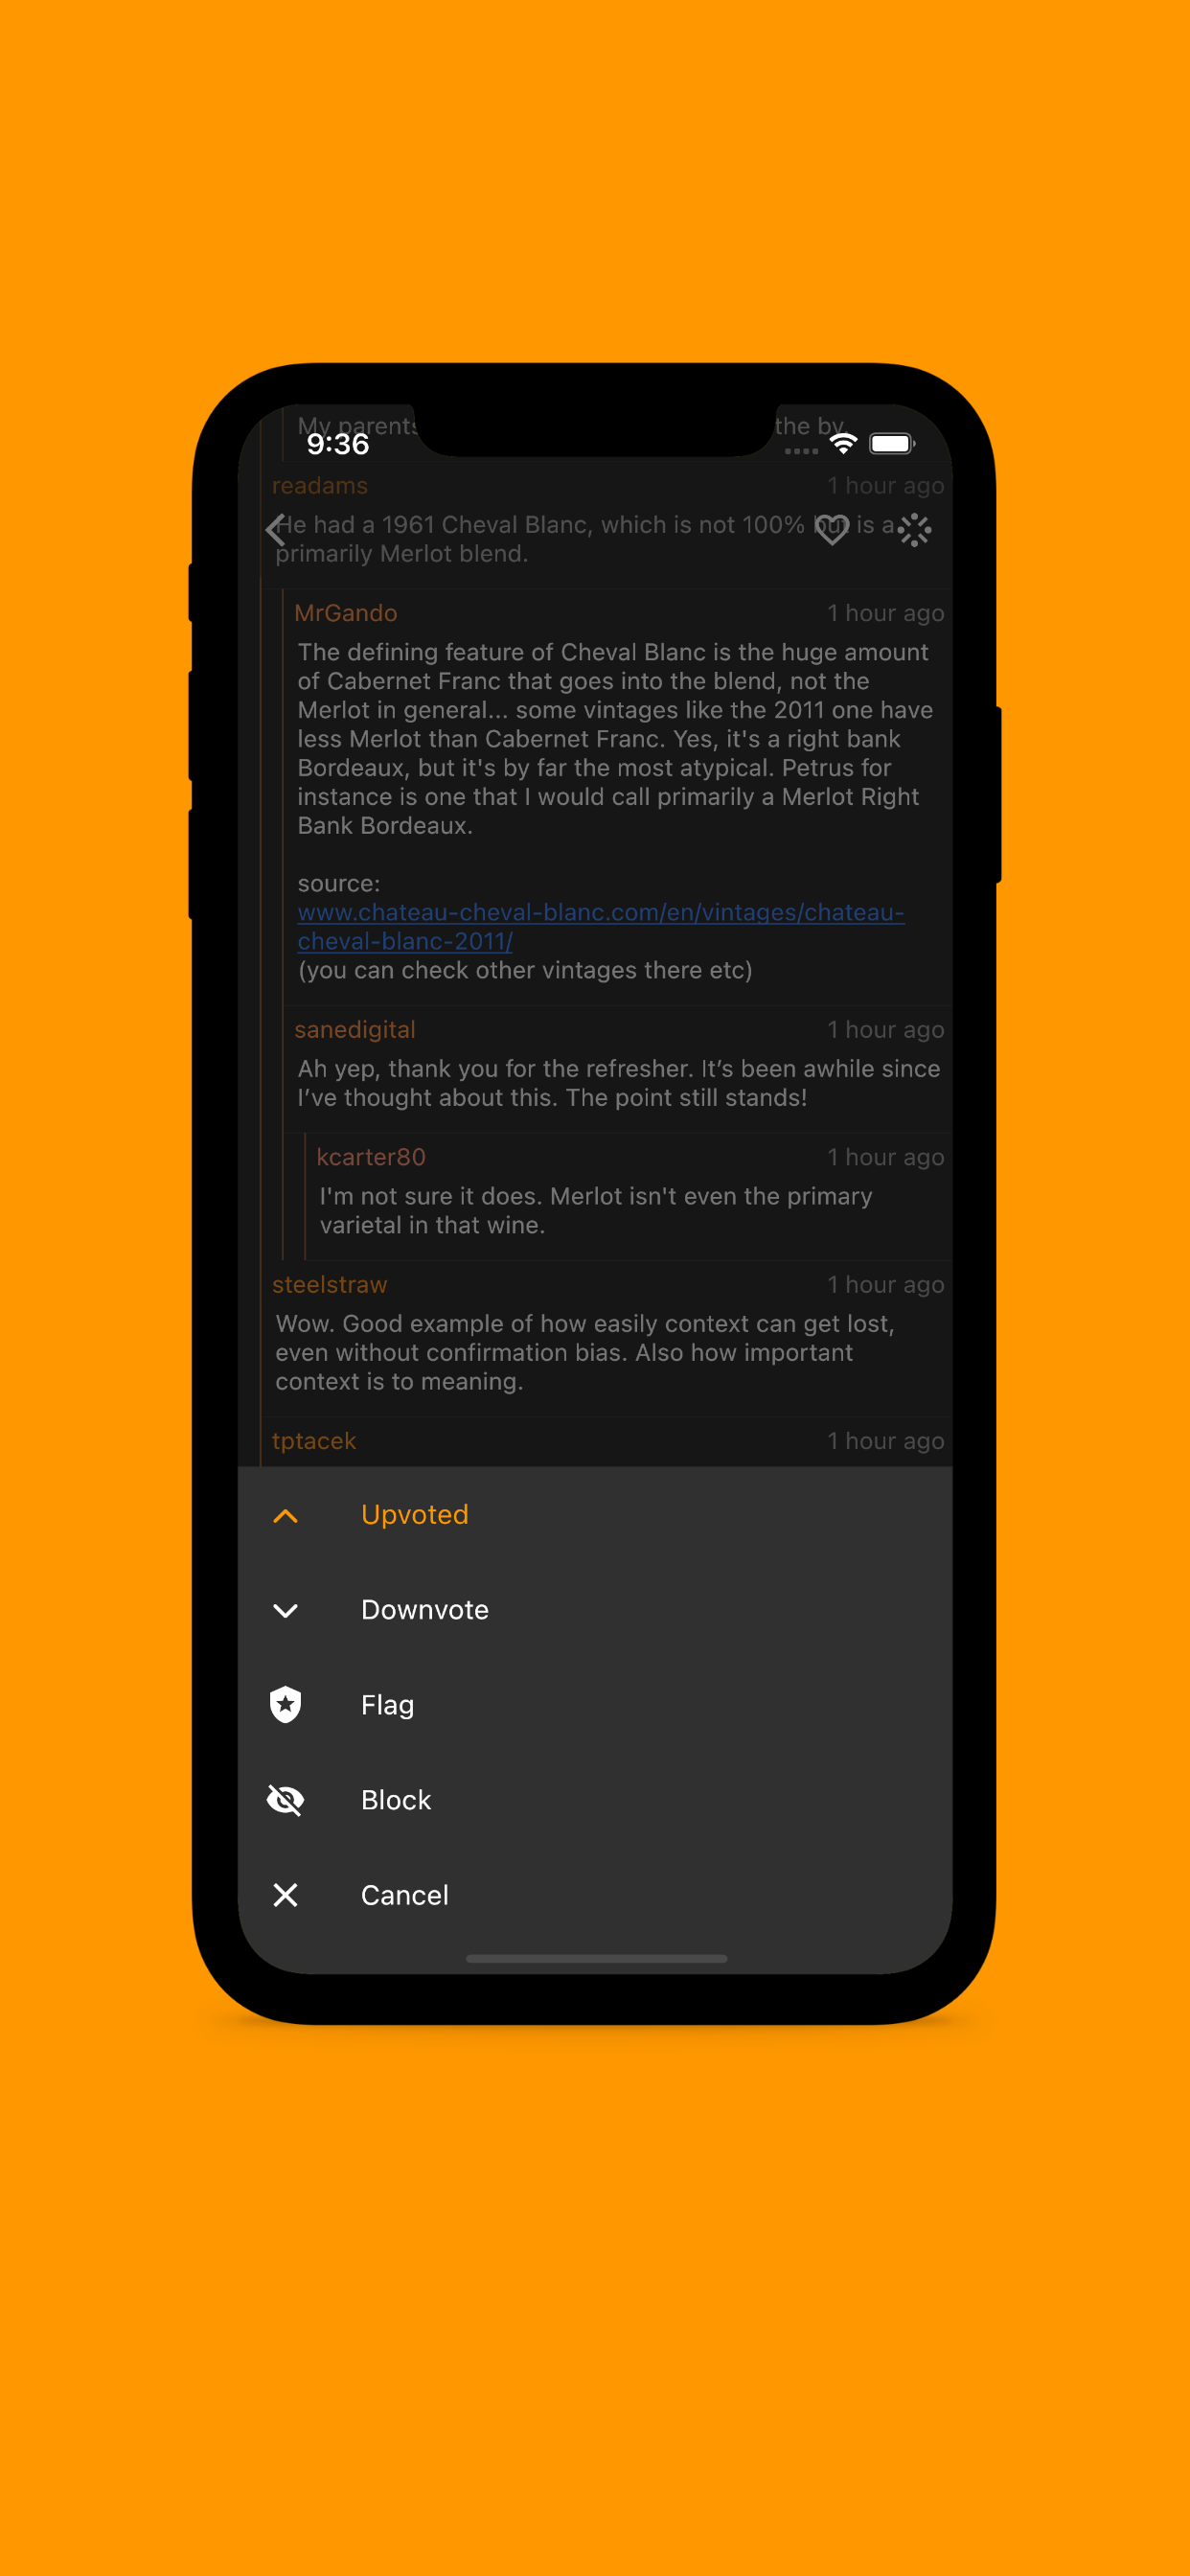 My parents the by
9:36
readams 1 hour ago
He had a 1961 Cheval Blanc, which is not 100% but is a
primarily Merlot blend.
MrGando 1 hour ago
The defining feature of Cheval Blanc is the huge amount
of Cabernet Franc that goes into the blend, not the
Merlot in general... some vintages like the 2011 one have
less Merlot than Cabernet Franc. Yes, it's a right bank
Bordeaux, but it's by far the most atypical. Petrus for
instance is one that I would call primarily a Merlot Right
Bank Bordeaux.
source:
www.chateau-cheval-blanc.com/en/vintages/chateau-
cheval-blanc-2011/
(you can check other vintages there etc)
sanedigital 1 hour ago
Ah yep, thank you for the refresher. It’s been awhile since
I’ve thought about this. The point still stands!
kcarter80 1 hour ago
I'm not sure it does. Merlot isn't even the primary
varietal in that wine.
steelstraw 1 hour ago
Wow. Good example of how easily context can get lost,
even without confirmation bias. Also how important
context is to meaning.
tptacek 1 hour ago
Upvoted
Downvote
Flag
Block
Cancel